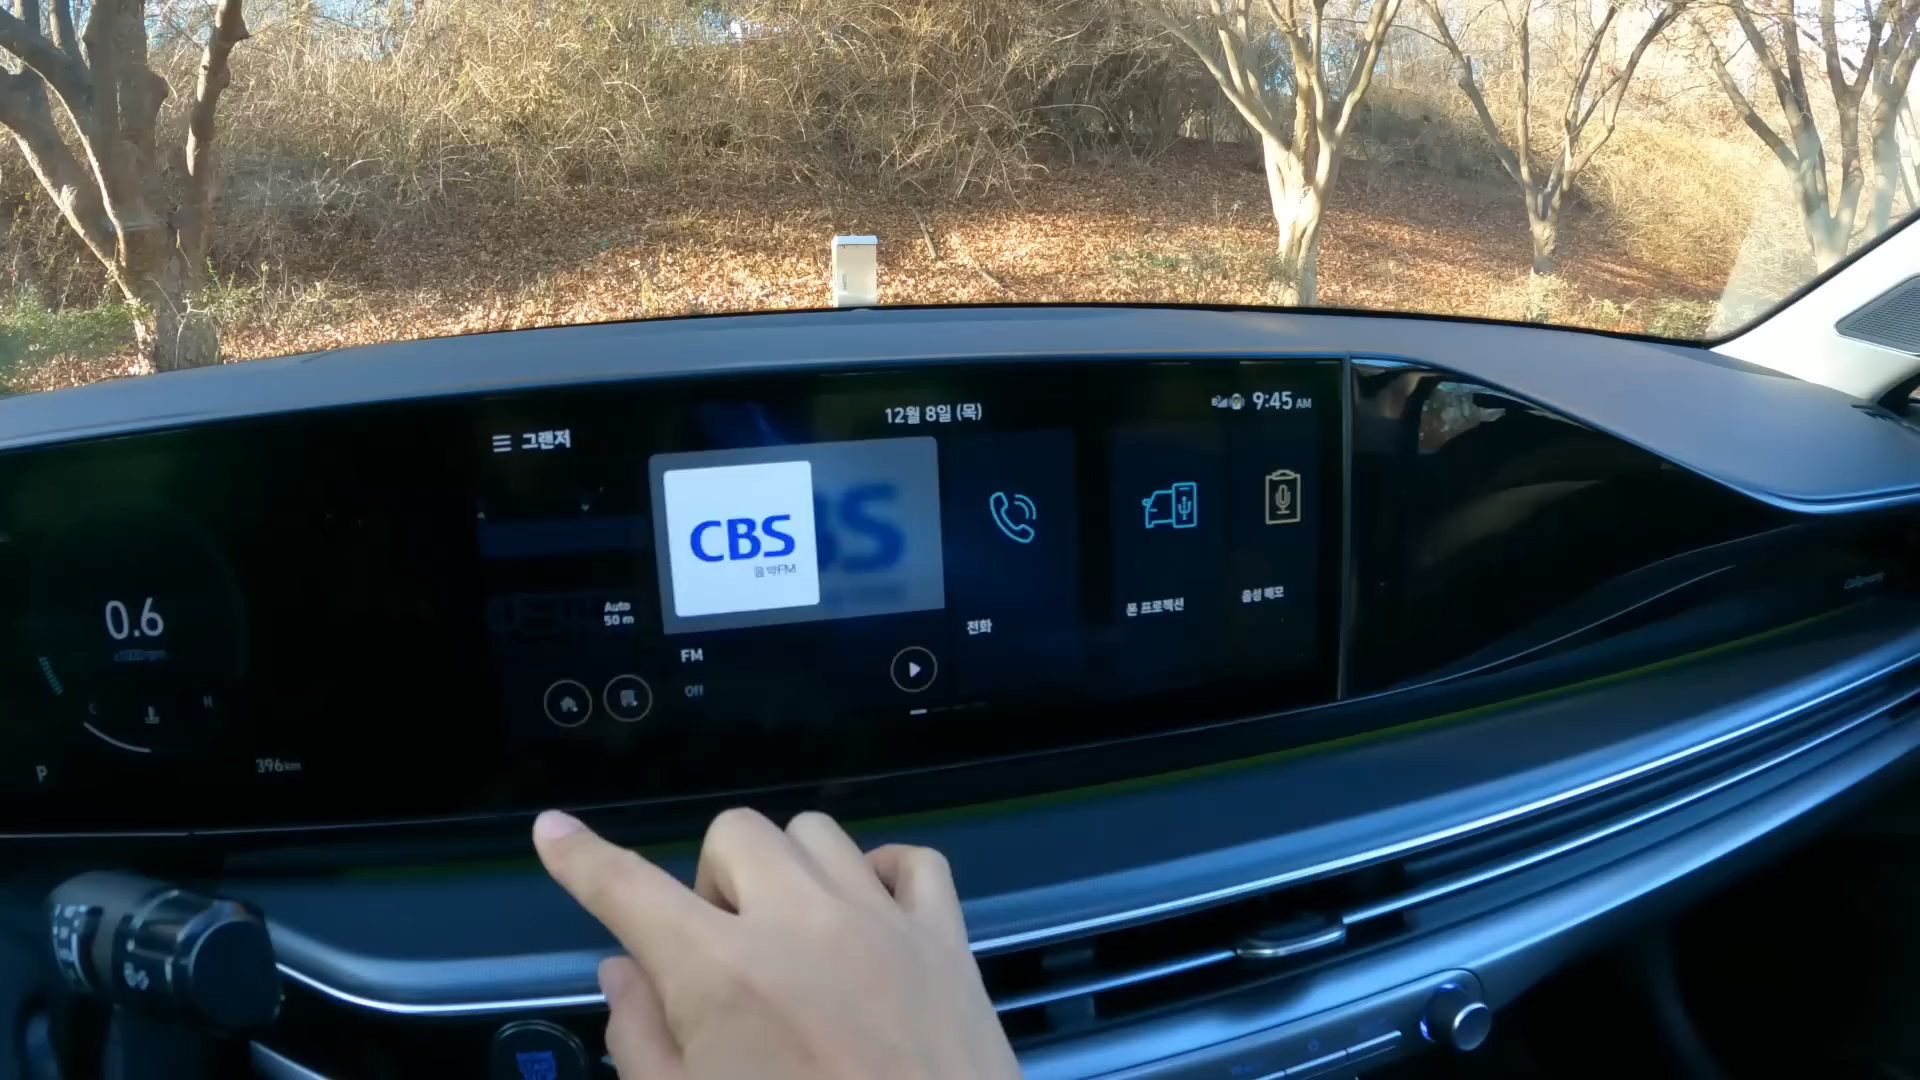 12월 8일 (목)
9:45 AM
그랜저
CBS
음악FM
Auto
50 m
FM
Off
전화
폰 프로젝션
음성 메모
0.6
x1000rpm
C
H
P
396km